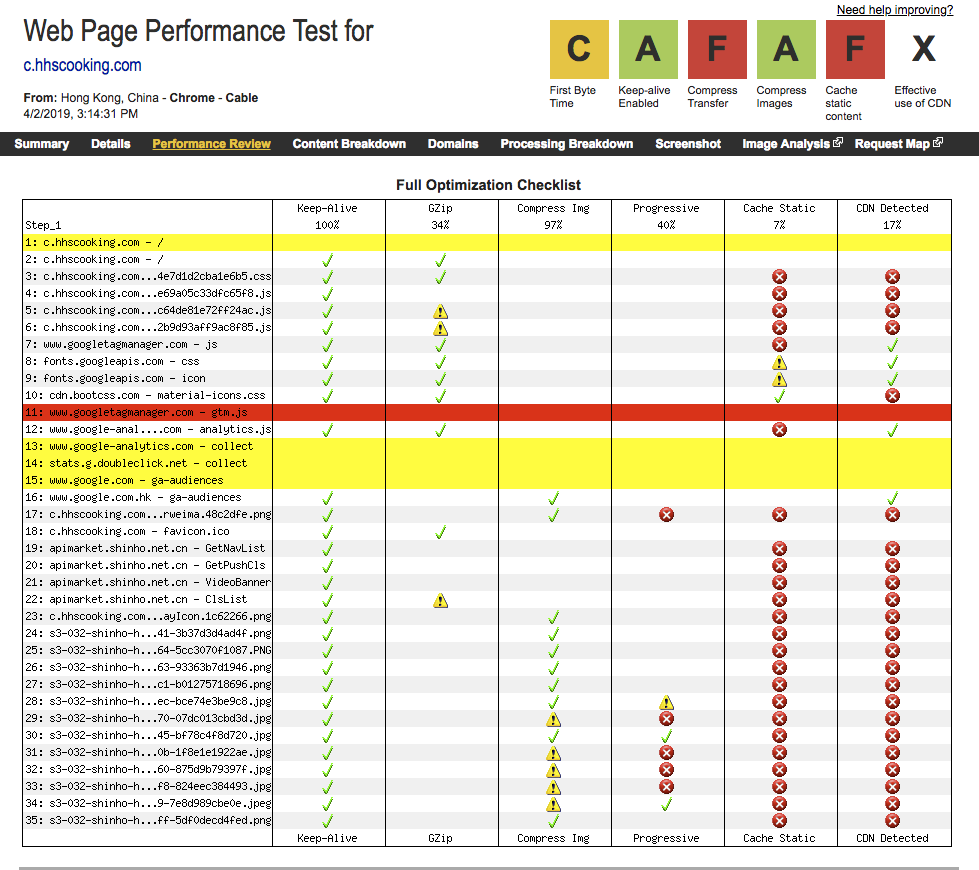 Need help improving?
Web Page Performance Test for
c.hhscooking.com
From: Hong Kong, China - Chrome - Cable
4/2/2019, 3:14:31 PM
C A F A F X
First Byte Time
Keep-alive Enabled
Compress Transfer
Compress Images
Cache static content
Effective use of CDN
Summary Details Performance Review Content Breakdown Domains Processing Breakdown Screenshot Image Analysis Request Map
Full Optimization Checklist
Keep-Alive GZip Compress Img Progressive Cache Static CDN Detected
Step_1 100% 34% 97% 40% 7% 17%
1: c.hhscooking.com - /
2: c.hhscooking.com - /
3: c.hhscooking.com...4e7d1d2cba1e6b5.css
4: c.hhscooking.com...e69a05c33dfc65f8.js
5: c.hhscooking.com...c64de81e72ff24ac.js
6: c.hhscooking.com...2b9d93aff9ac8f85.js
7: www.googletagmanager.com - js
8: fonts.googleapis.com - css
9: fonts.googleapis.com - icon
10: cdn.bootcss.com - material-icons.css
11: www.googletagmanager.com - gtm.js
12: www.google-anal....com - analytics.js
13: www.google-analytics.com - collect
14: stats.g.doubleclick.net - collect
15: www.google.com - ga-audiences
16: www.google.com.hk - ga-audiences
17: c.hhscooking.com...rweima.48c2dfe.png
18: c.hhscooking.com - favicon.ico
19: apimarket.shinho.net.cn - GetNavList
20: apimarket.shinho.net.cn - GetPushCls
21: apimarket.shinho.net.cn - VideoBanner
22: apimarket.shinho.net.cn - ClsList
23: c.hhscooking.com...ayIcon.1c62266.png
24: s3-032-shinho-h...41-3b37d3d4ad4f.png
25: s3-032-shinho-h...64-5cc3070f1087.PNG
26: s3-032-shinho-h...63-93363b7d1946.png
27: s3-032-shinho-h...c1-b01275718696.png
28: s3-032-shinho-h...ec-bce74e3be9c8.jpg
29: s3-032-shinho-h...70-07dc013cbd3d.jpg
30: s3-032-shinho-h...45-bf78c4f8d720.jpg
31: s3-032-shinho-h...0b-1f8e1e1922ae.jpg
32: s3-032-shinho-h...60-875d9b79397f.jpg
33: s3-032-shinho-h...f8-824eec384493.jpg
34: s3-032-shinho-h...9-7e8d989cbe0e.jpeg
35: s3-032-shinho-h...ff-5df0decd4fed.png
Keep-Alive GZip Compress Img Progressive Cache Static CDN Detected